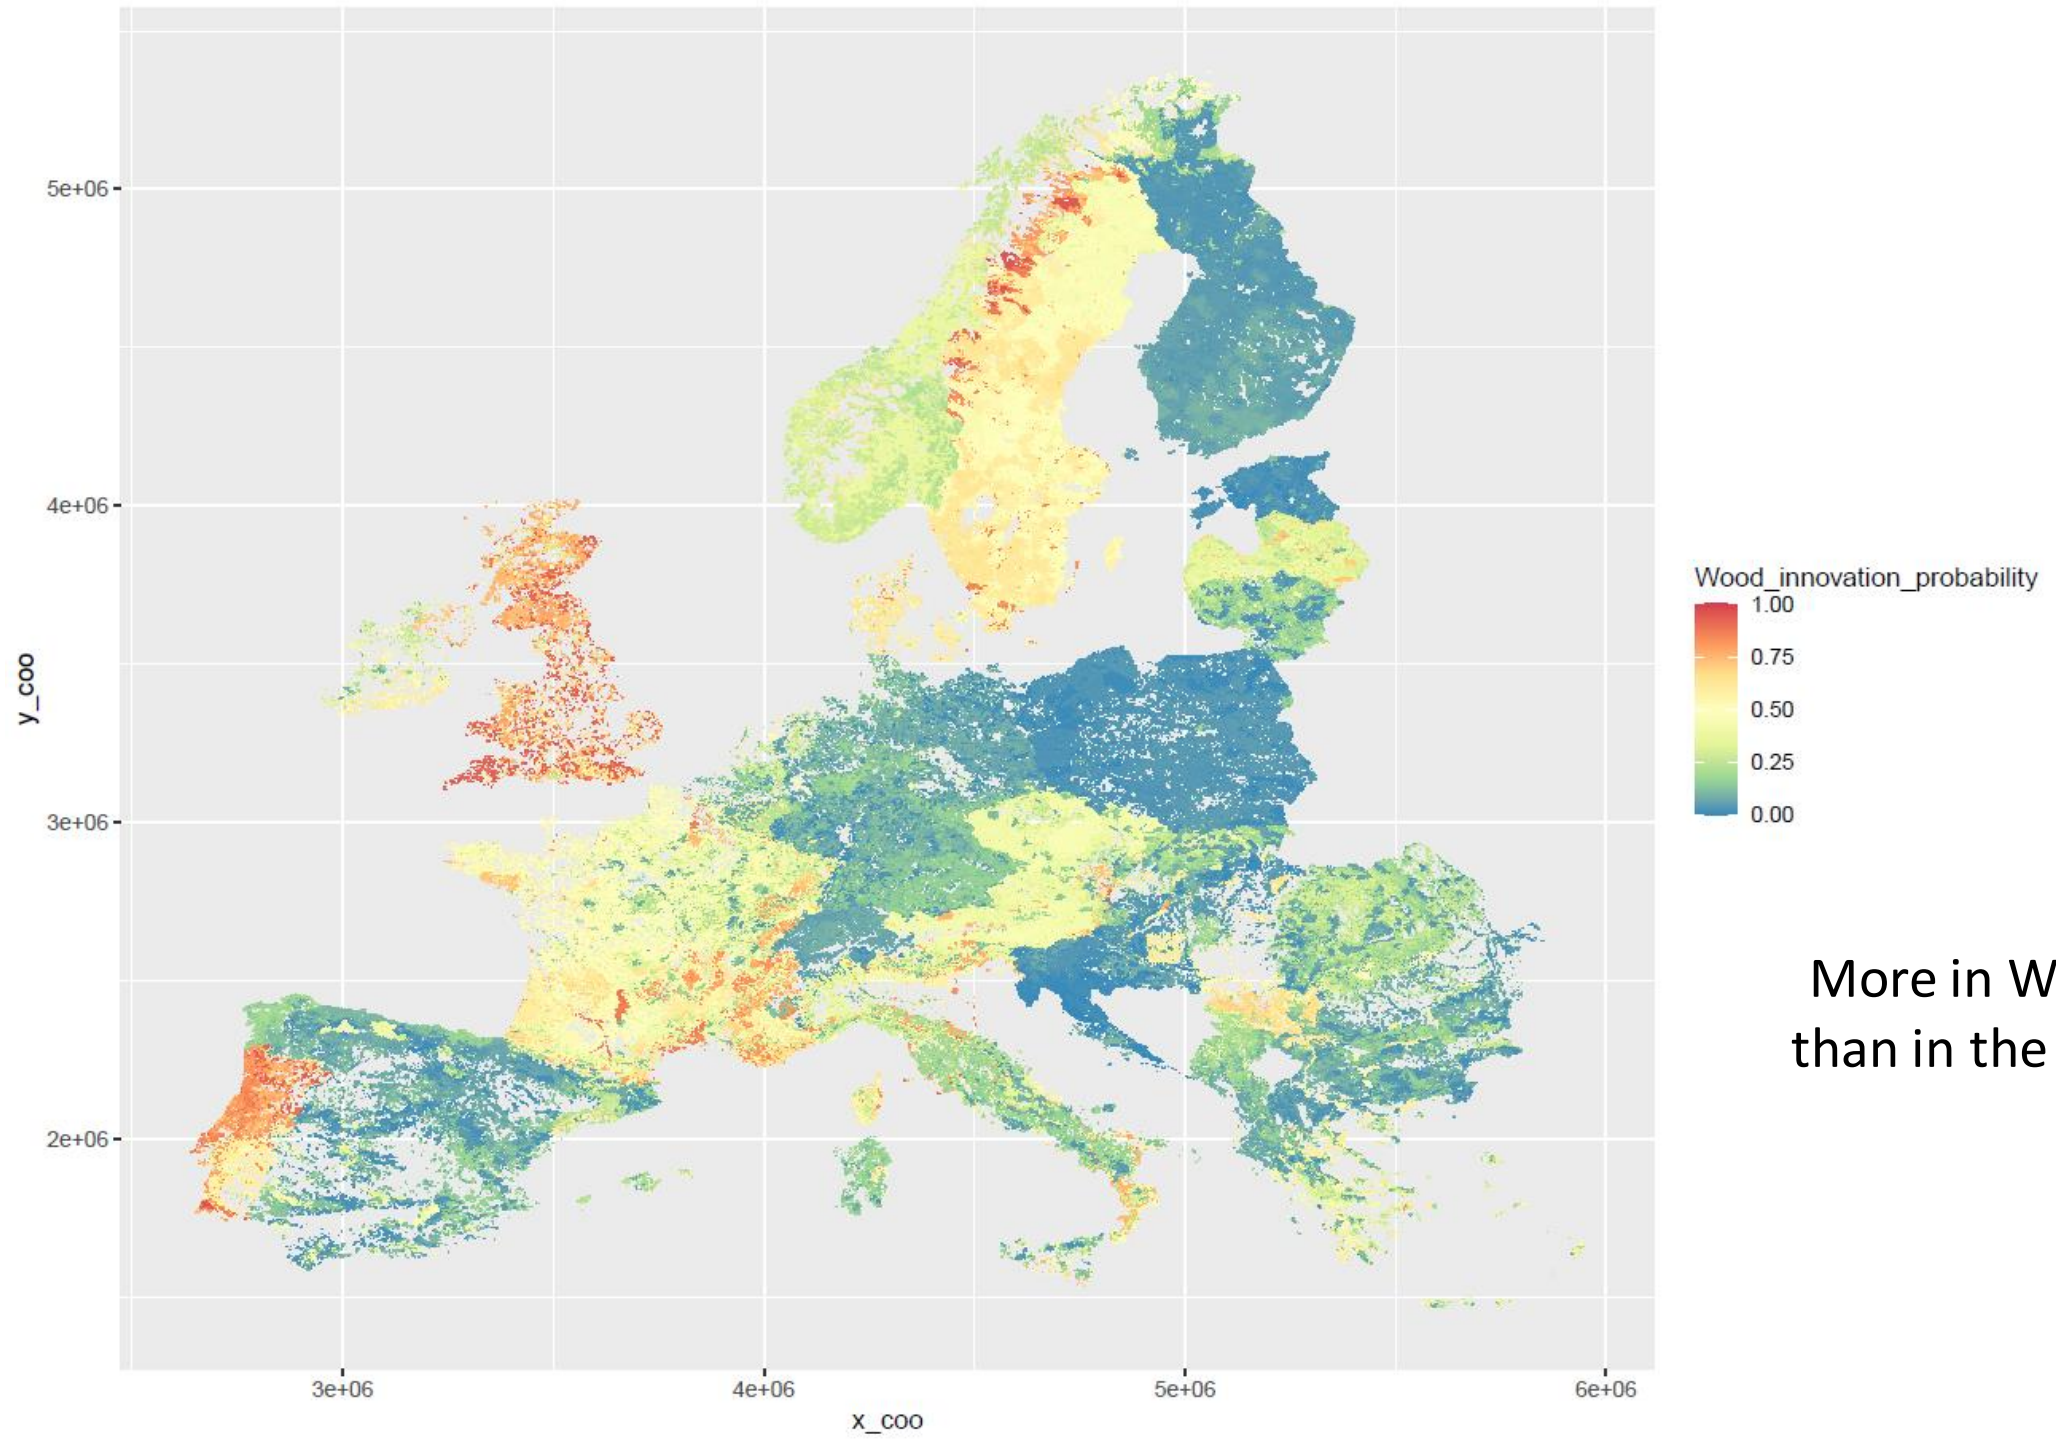 5e+06
4e+06
3e+06
2e+06
y_coo
3e+06
4e+06
5e+06
6e+06
x_coo
Wood_innovation_probability
1.00
0.75
0.50
0.25
0.00
More in W
than in the